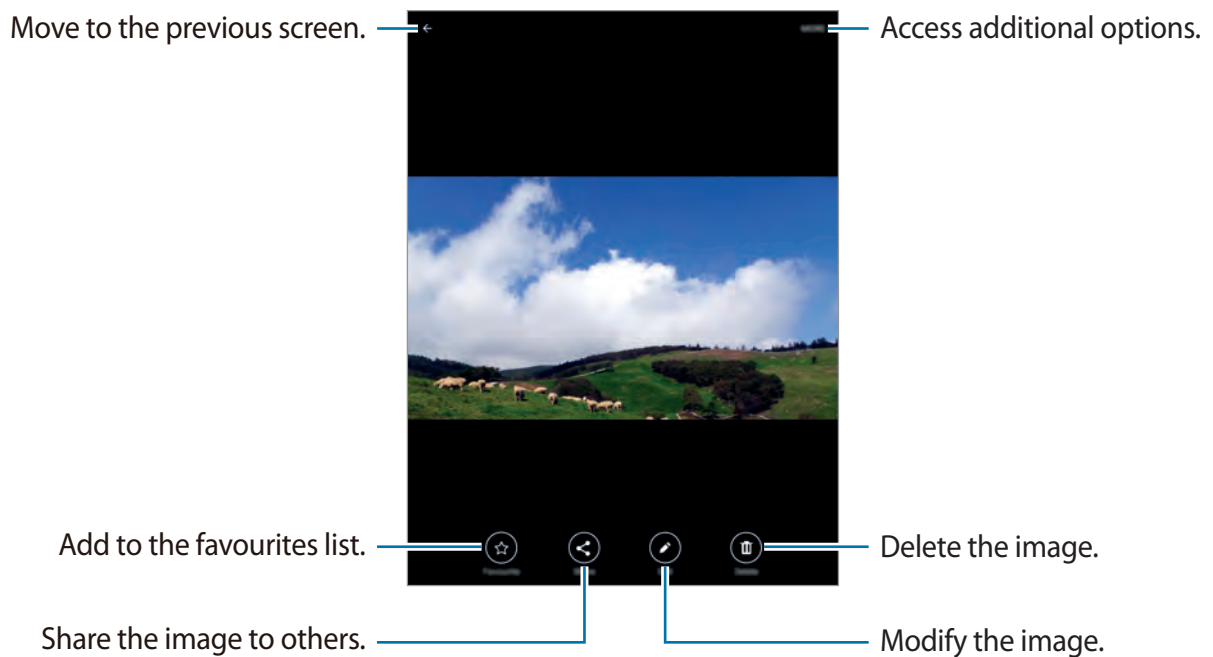 Move to the previous screen.
Access additional options.
Add to the favourites list.
Delete the image.
Share the image to others.
Modify the image.